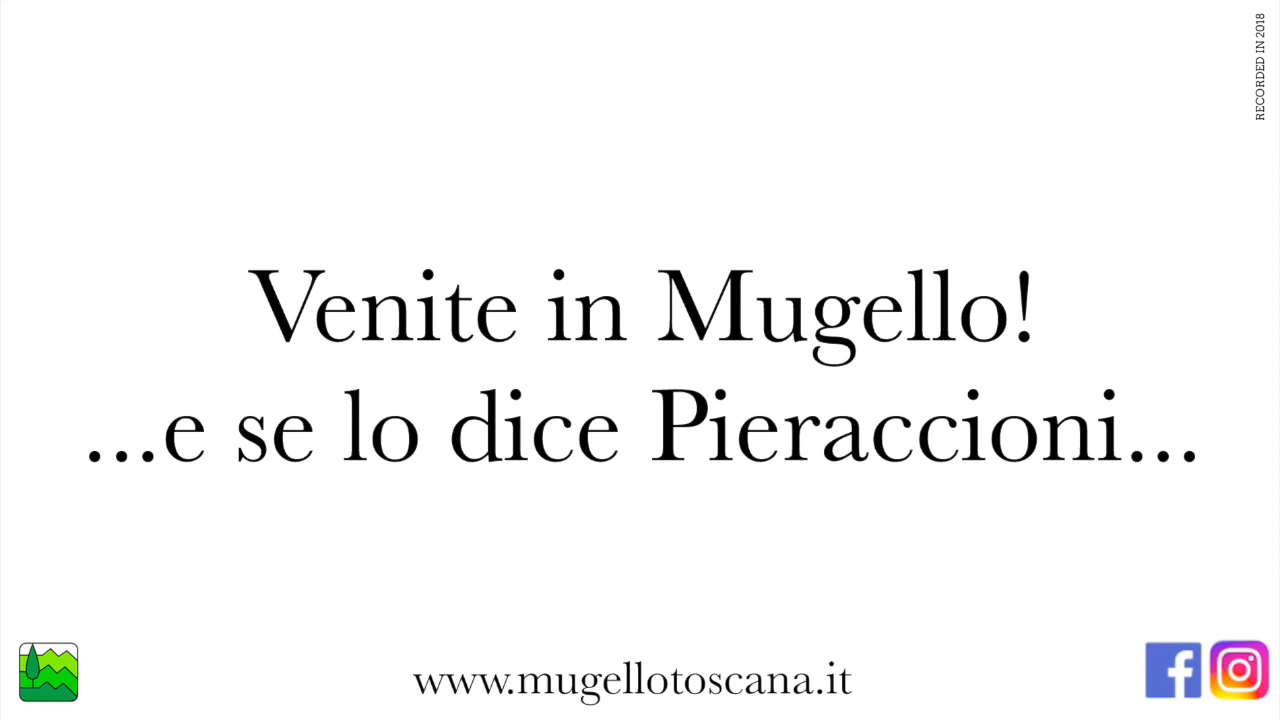 RECORDED IN 2018
Venite in Mugello!
...e se lo dice Pieraccioni...
www.mugellotoscana.it